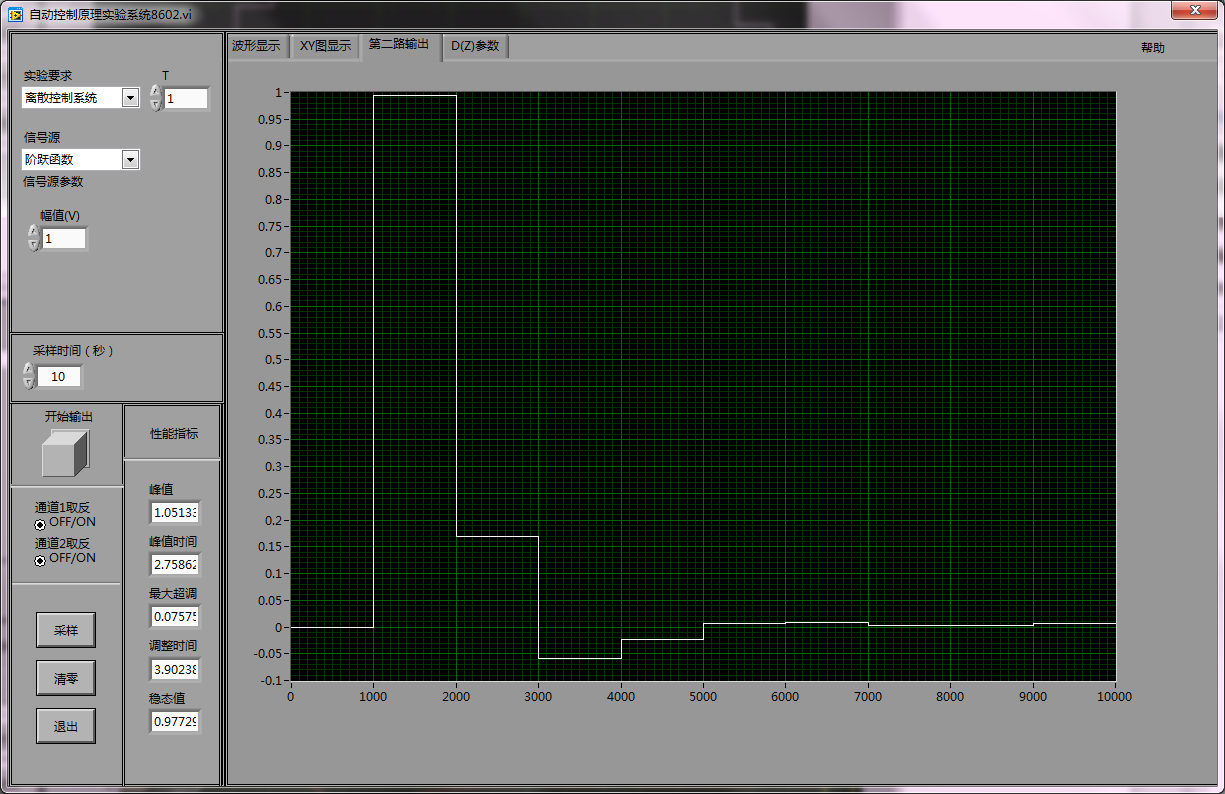 自动控制原理实验系统8602.vi
波形显示 XY图显示 第二路输出 D(Z)参数 帮助
实验要求 T
离散控制系统 1
信号源
阶跃函数
信号源参数
幅值(V)
1
采样时间（秒）
10
开始输出
性能指标
通道1取反
OFF/ON
通道2取反
OFF/ON
采样
清零
退出
峰值
1.0513
峰值时间
2.75862
最大超调
0.0757
调整时间
3.90238
稳态值
0.97729
1
0.95
0.9
0.85
0.8
0.75
0.7
0.65
0.6
0.55
0.5
0.45
0.4
0.35
0.3
0.25
0.2
0.15
0.1
0.05
0
-0.05
-0.1
0 1000 2000 3000 4000 5000 6000 7000 8000 9000 10000